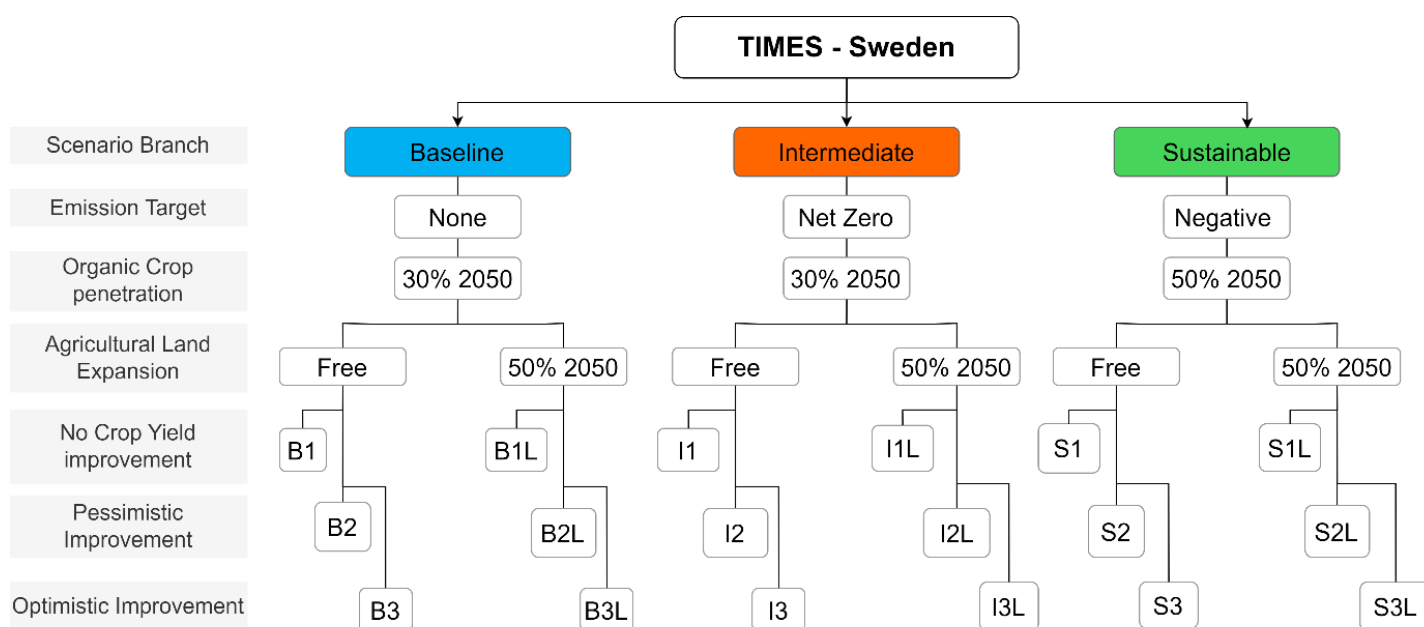 TIMES - Sweden
Scenario Branch
Baseline
Intermediate
Sustainable
Emission Target
None
Net Zero
Negative
Organic Crop
penetration
30% 2050
30% 2050
50% 2050
Agricultural Land
Expansion
Free
50% 2050
Free
50% 2050
Free
50% 2050
No Crop Yield
improvement
B1
B1L
I1
I1L
S1
S1L
Pessimistic
Improvement
B2
B2L
I2
I2L
S2
S2L
Optimistic Improvement
B3
B3L
I3
I3L
S3
S3L